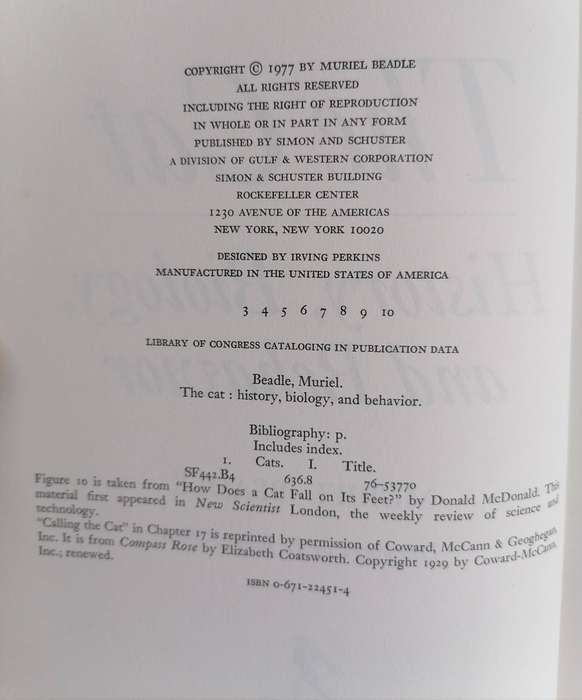 COPYRIGHT © 1977 BY MURIEL BEADLE
ALL RIGHTS RESERVED
INCLUDING THE RIGHT OF REPRODUCTION
IN WHOLE OR IN PART IN ANY FORM
PUBLISHED BY SIMON AND SCHUSTER
A DIVISION OF GULF & WESTERN CORPORATION
SIMON & SCHUSTER BUILDING
ROCKEFELLER CENTER
1230 AVENUE OF THE AMERICAS
NEW YORK, NEW YORK 10020
DESIGNED BY IRVING PERKINS
MANUFACTURED IN THE UNITED STATES OF AMERICA
3 4 5 6 7 8 9 10
LIBRARY OF CONGRESS CATALOGING IN PUBLICATION DATA
Beadle, Muriel.
The cat : history, biology, and behavior.
Bibliography: p.
Includes index.
1. Cats. I. Title.
SF442.B4 636.8 76-53770
Figure 10 is taken from "How Does a Cat Fall on Its Feet?" by Donald McDonald. This
material first appeared in New Scientist London, the weekly review of science and
technology.
"Calling the Cat" in Chapter 17 is reprinted by permission of Coward, McCann & Geoghegan,
Inc. It is from Compass Rose by Elizabeth Coatsworth. Copyright 1929 by Coward-McCann,
Inc.; renewed.
ISBN 0-671-22451-4